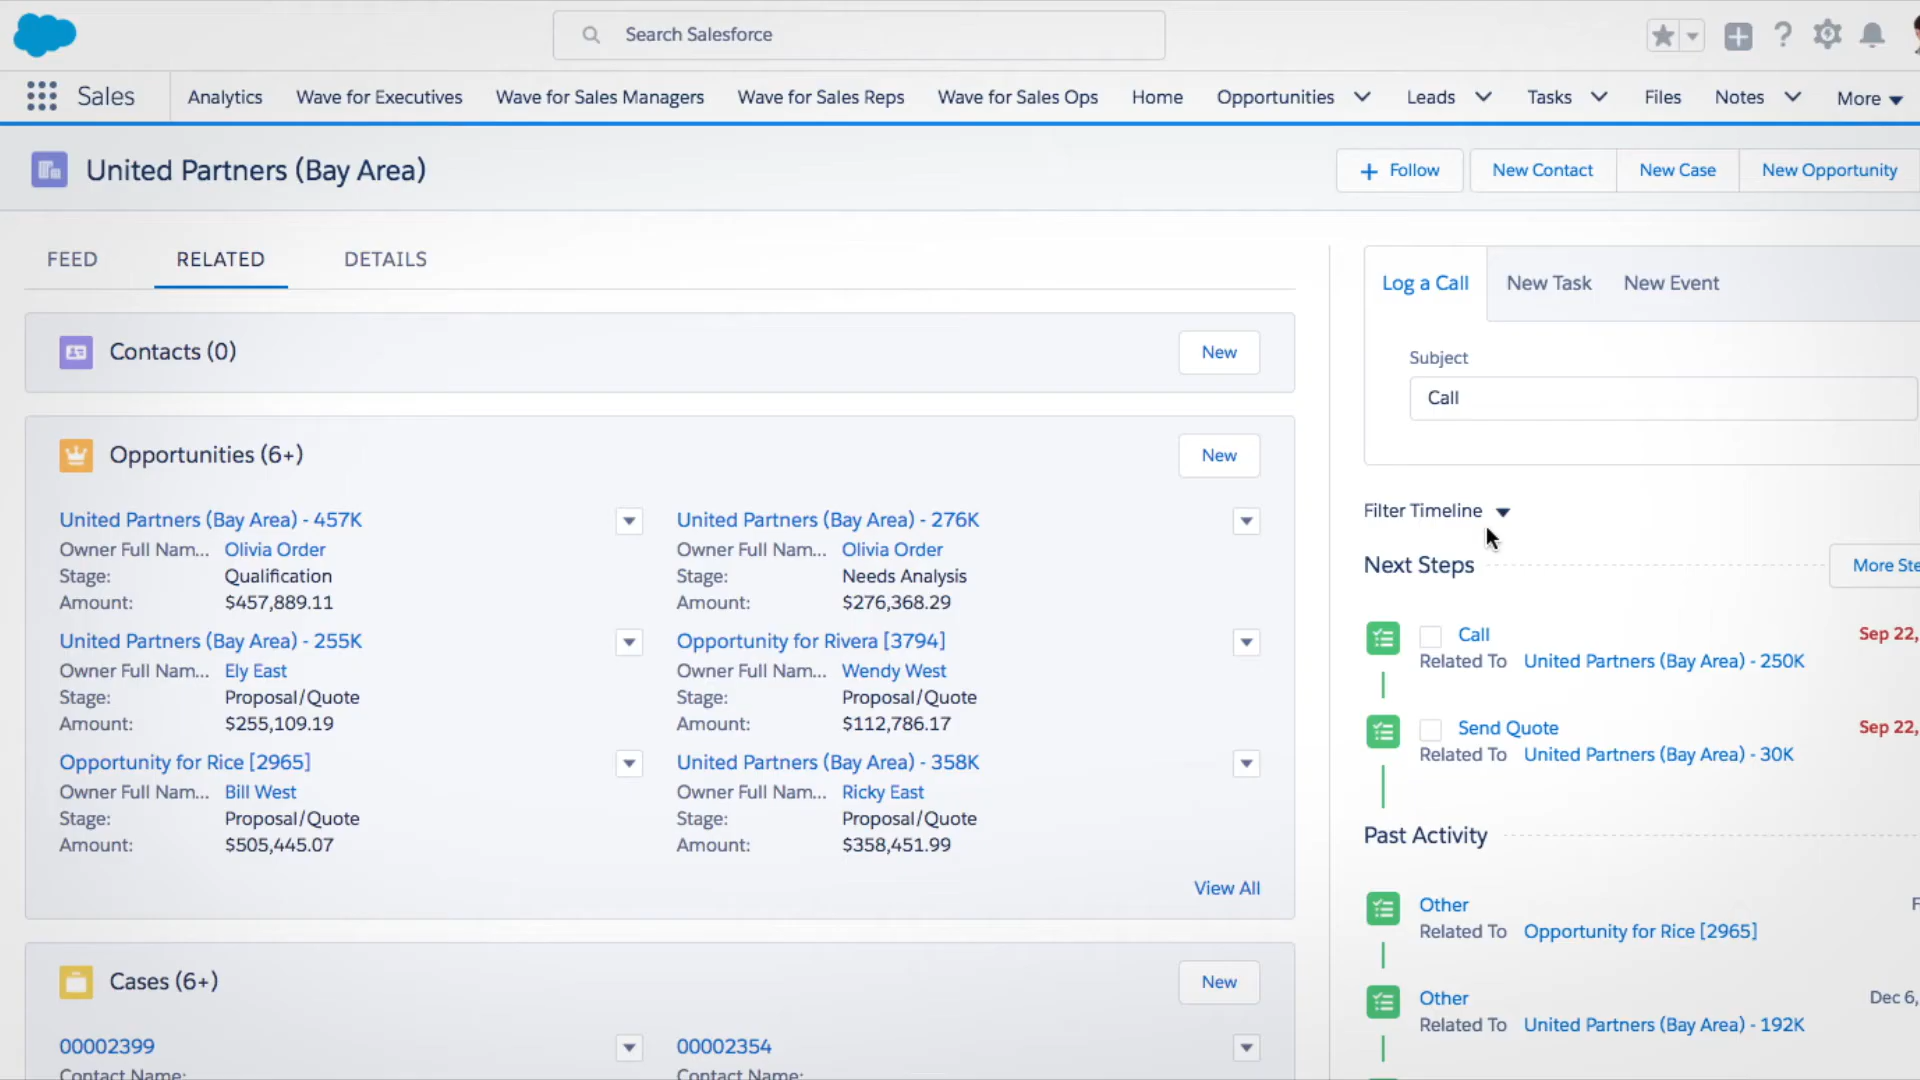 Search Salesforce
Sales
Analytics
Wave for Executives
Wave for Sales Managers
Wave for Sales Reps
Wave for Sales Ops
Home
Opportunities
Leads
Tasks
Files
Notes
More
United Partners (Bay Area)
+ Follow
New Contact
New Case
New Opportunity
FEED
RELATED
DETAILS
Contacts (0)
New
Opportunities (6+)
New
United Partners (Bay Area) - 457K
Owner Full Nam... Olivia Order
Stage: Qualification
Amount: $457,889.11
United Partners (Bay Area) - 276K
Owner Full Nam... Olivia Order
Stage: Needs Analysis
Amount: $276,368.29
United Partners (Bay Area) - 255K
Owner Full Nam... Ely East
Stage: Proposal/Quote
Amount: $255,109.19
Opportunity for Rivera [3794]
Owner Full Nam... Wendy West
Stage: Proposal/Quote
Amount: $112,786.17
Opportunity for Rice [2965]
Owner Full Nam... Bill West
Stage: Proposal/Quote
Amount: $505,445.07
United Partners (Bay Area) - 358K
Owner Full Nam... Ricky East
Stage: Proposal/Quote
Amount: $358,451.99
View All
Cases (6+)
New
00002399
Contact Name:
00002354
Contact Name:
Log a Call
New Task
New Event
Subject
Call
Filter Timeline
Next Steps
More Ste
Call
Sep 22,
Related To United Partners (Bay Area) - 250K
Send Quote
Sep 22,
Related To United Partners (Bay Area) - 30K
Past Activity
Other
F
Related To Opportunity for Rice [2965]
Other
Dec 6,
Related To United Partners (Bay Area) - 192K